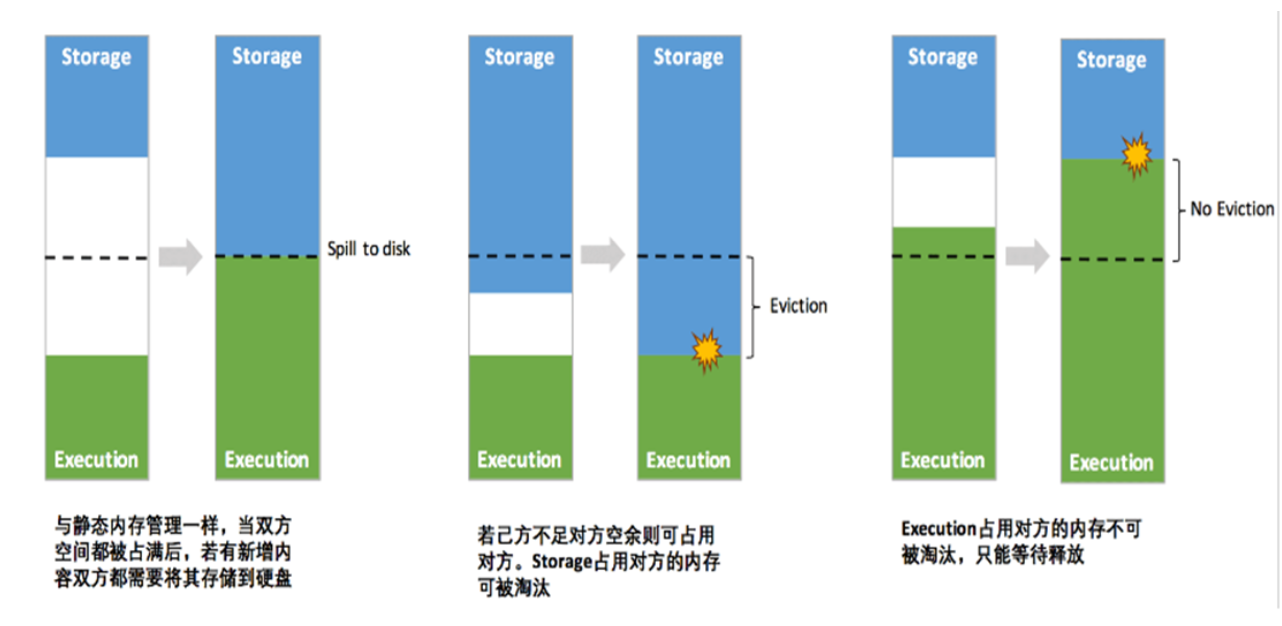 Storage
Storage
Spill to disk
Execution
Execution
与静态内存管理一样，当双方
空间都被占满后，若有新增内
容双方都需要将其存储到硬盘
Storage
Storage
Eviction
Execution
Execution
若己方不足对方空余则可占用
对方。Storage占用对方的内存
可被淘汰
Storage
Storage
No Eviction
Execution
Execution
Execution占用对方的内存不可
被淘汰，只能等待释放